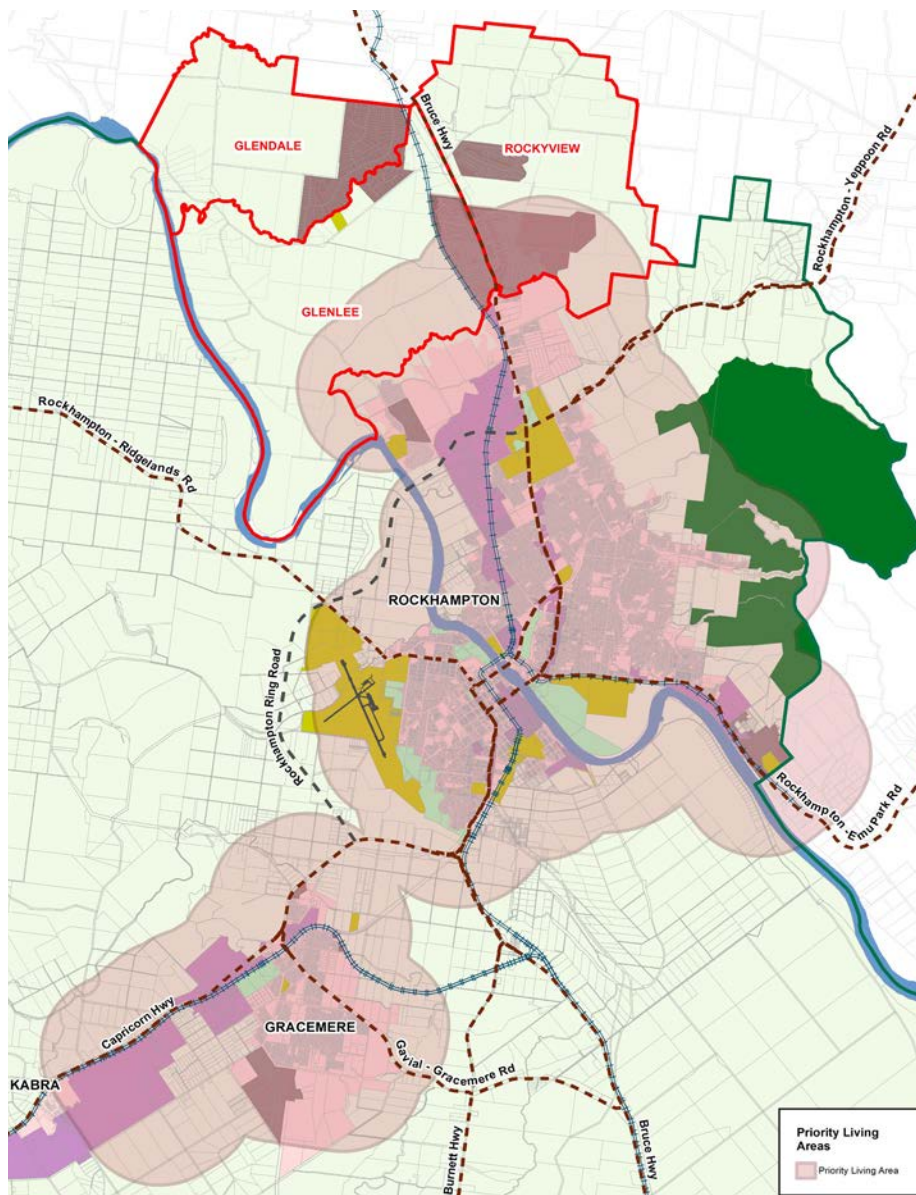 Bruce Hwy
GLENDALE
ROCKYVIEW
Rockhampton - Yeppoon Rd
GLENLEE
Rockhampton - Ridgelands Rd
ROCKHAMPTON
Rockhampton Ring Road
Rockhampton
-Emu Park Rd
Capricorn Hwy
GRACEMERE
KABRA
Gavial - Gracemere Rd
Burnett Hwy
Bruce Hwy
Priority Living
Areas
Priority Living Area